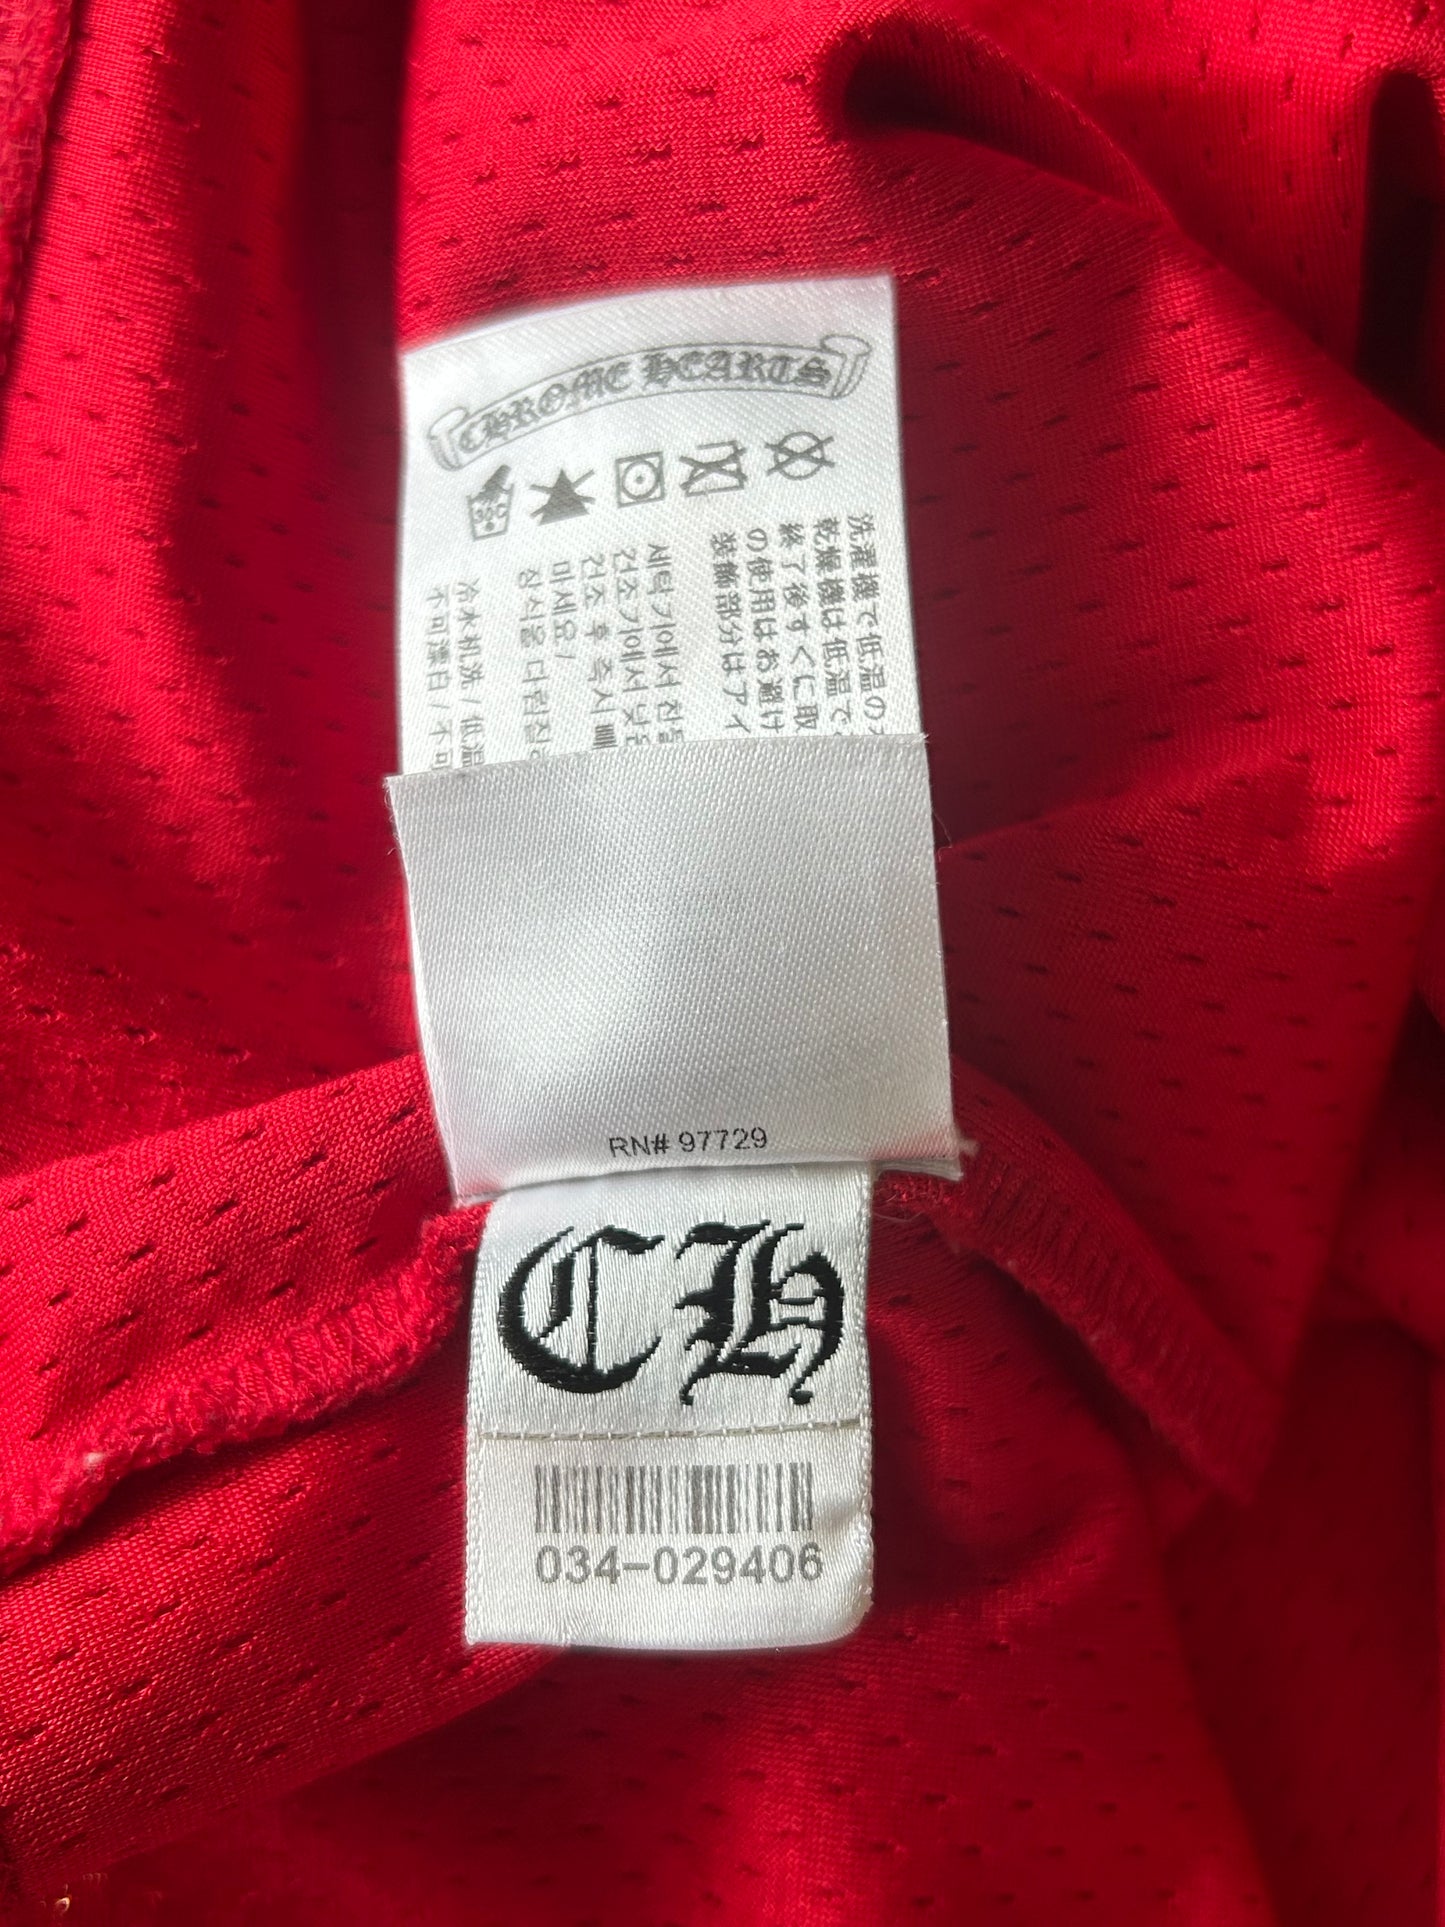 CHROME HEARTS
30C
洗濯機で低温の
乾燥機は低温で
終了後すぐに取
の使用はお避け
装飾部分はアイ
세탁기에서 찬물
건조기에서 낮은
건조 후 즉시
마세요/
장식을 다림질
冷水机洗 / 低温
不可漂白 / 不可
RN# 97729
CH
034-029406